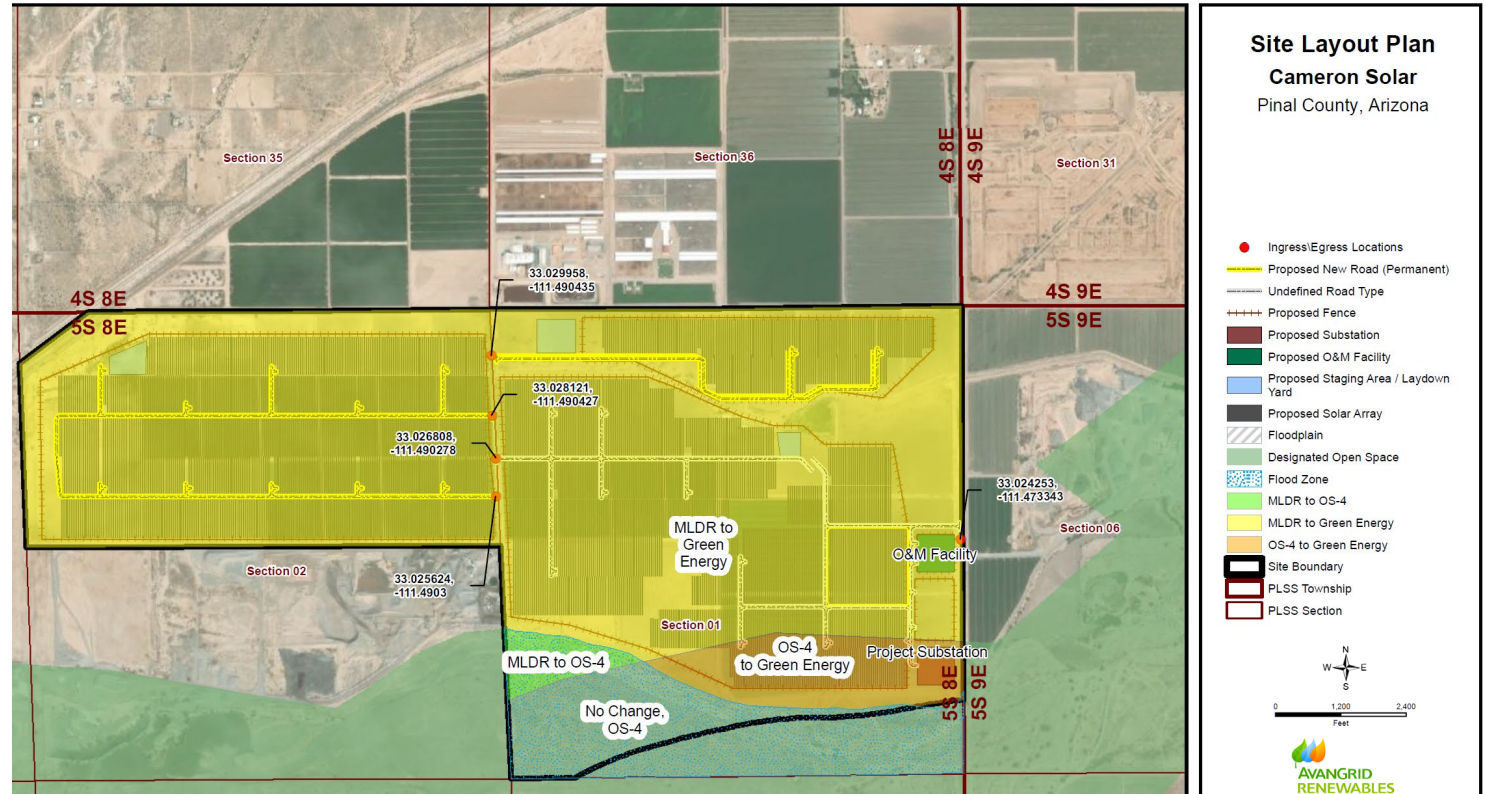 Section 35
Section 36
4S 8E
4S 9E
Section 31
33.029958,
-111.490435
4S 8E
5S 8E
4S 9E
5S 9E
33.028121,
-111.490427
33.026808,
-111.490278
33.024253,
-111.473343
MLDR to
Green
Energy
O&M Facility
Section 06
Section 02
33.025624,
-111.4903
Section 01
MLDR to OS-4
OS-4
to Green Energy
Project Substation
No Change,
OS-4
5S 8E
5S 9E
Site Layout Plan
Cameron Solar
Pinal County, Arizona
Ingress\Egress Locations
Proposed New Road (Permanent)
Undefined Road Type
Proposed Fence
Proposed Substation
Proposed O&M Facility
Proposed Staging Area / Laydown
Yard
Proposed Solar Array
Floodplain
Designated Open Space
Flood Zone
MLDR to OS-4
MLDR to Green Energy
OS-4 to Green Energy
Site Boundary
PLSS Township
PLSS Section
N
W E
S
0 1,200 2,400
Feet
AVANGRID
RENEWABLES